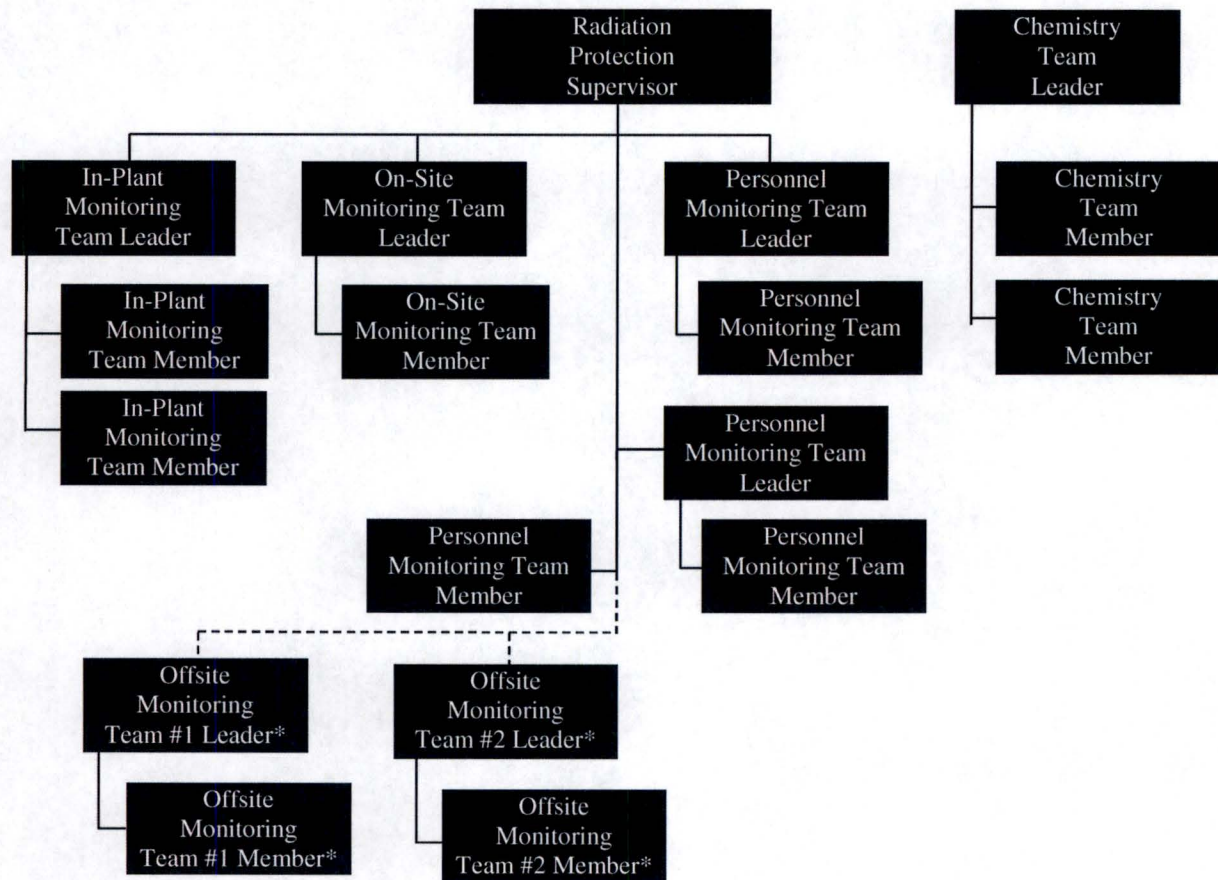 Radiation
Protection
Supervisor
Chemistry
Team
Leader
In-Plant
Monitoring
Team Leader
On-Site
Monitoring Team
Leader
Personnel
Monitoring Team
Leader
Chemistry
Team
Member
In-Plant
Monitoring
Team Member
On-Site
Monitoring Team
Member
Personnel
Monitoring Team
Member
Chemistry
Team
Member
In-Plant
Monitoring
Team Member
Personnel
Monitoring Team
Leader
Personnel
Monitoring Team
Member
Personnel
Monitoring Team
Member
Offsite
Monitoring
Team #1 Leader*
Offsite
Monitoring
Team #2 Leader*
Offsite
Monitoring
Team #1 Member*
Offsite
Monitoring
Team #2 Member*